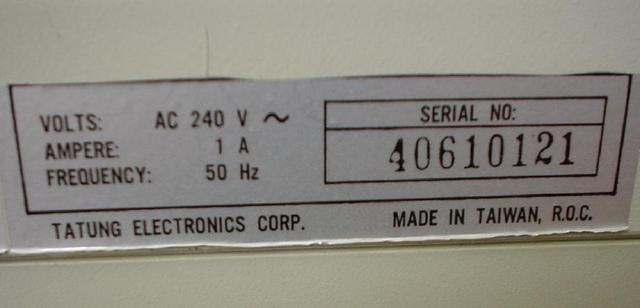 VOLTS: AC 240 V ~
AMPERE: 1 A
FREQUENCY: 50 Hz
SERIAL NO:
40610121
TATUNG ELECTRONICS CORP.
MADE IN TAIWAN, R.O.C.